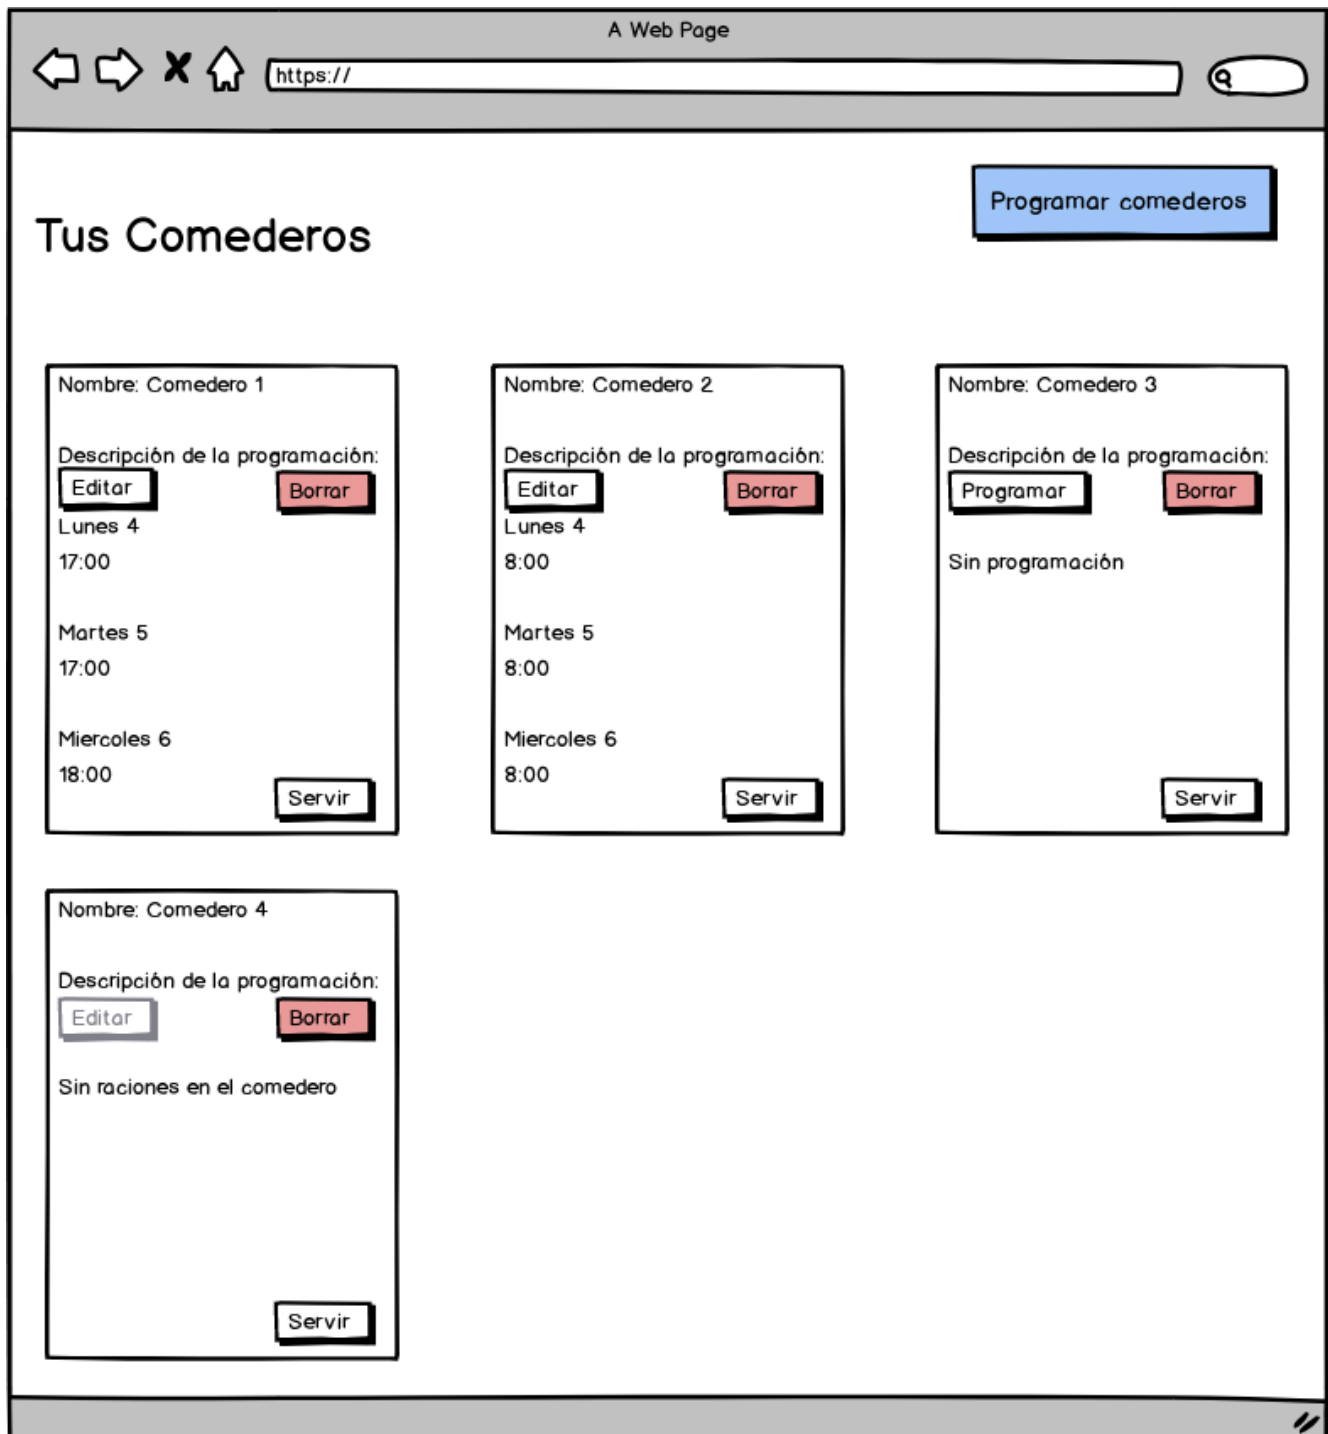 A Web Page
https://
Programar comederos
Tus Comederos
Nombre: Comedero 1
Descripción de la programación:
Editar
Borrar
Lunes 4
17:00
Martes 5
17:00
Miercoles 6
18:00
Servir
Nombre: Comedero 2
Descripción de la programación:
Editar
Borrar
Lunes 4
8:00
Martes 5
8:00
Miercoles 6
8:00
Servir
Nombre: Comedero 3
Descripción de la programación:
Programar
Borrar
Sin programación
Servir
Nombre: Comedero 4
Descripción de la programación:
Editar
Borrar
Sin raciones en el comedero
Servir